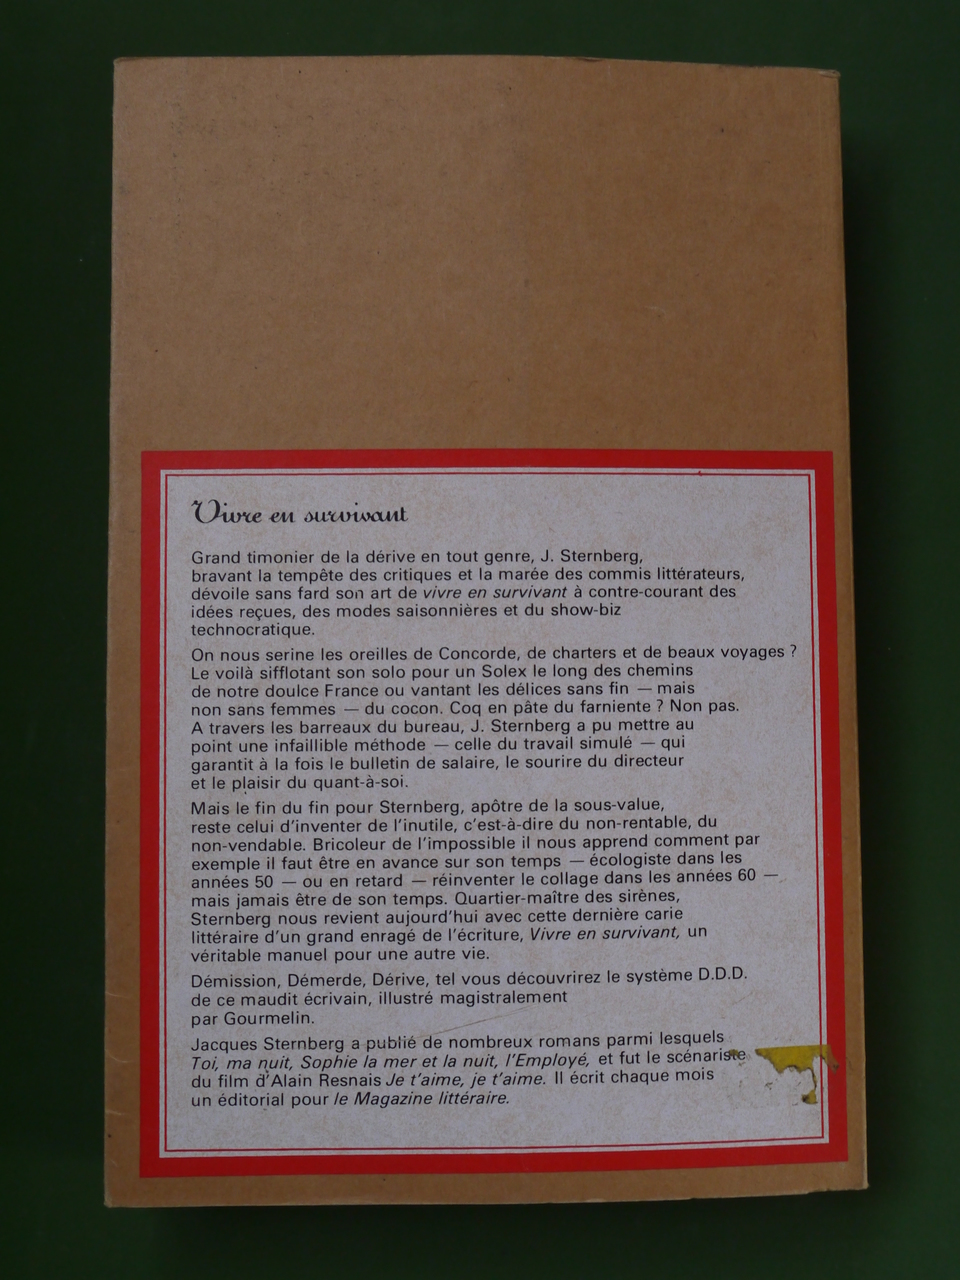 Vivre en survivant
Grand timonier de la dérive en tout genre, J. Sternberg,
bravant la tempête des critiques et la marée des commis littérateurs,
dévoile sans fard son art de vivre en survivant à contre-courant des
idées reçues, des modes saisonnières et du show-biz
technocratique.
On nous serine les oreilles de Concorde, de charters et de beaux voyages ?
Le voilà sifflotant son solo pour un Solex le long des chemins
de notre doulce France ou vantant les délices sans fin — mais
non sans femmes — du cocon. Coq en pâte du farniente ? Non pas.
A travers les barreaux du bureau, J. Sternberg a pu mettre au
point une infaillible méthode — celle du travail simulé — qui
garantit à la fois le bulletin de salaire, le sourire du directeur
et le plaisir du quant-à-soi.
Mais le fin du fin pour Sternberg, apôtre de la sous-value,
reste celui d'inventer de l'inutile, c'est-à-dire du non-rentable, du
non-vendable. Bricoleur de l'impossible il nous apprend comment par
exemple il faut être en avance sur son temps — écologiste dans les
années 50 — ou en retard — réinventer le collage dans les années 60 —
mais jamais être de son temps. Quartier-maître des sirènes,
Sternberg nous revient aujourd'hui avec cette dernière carie
littéraire d'un grand enragé de l'écriture, Vivre en survivant, un
véritable manuel pour une autre vie.
Démission, Démerde, Dérive, tel vous découvrirez le système D.D.D.
de ce maudit écrivain, illustré magistralement
par Gourmelin.
Jacques Sternberg a publié de nombreux romans parmi lesquels
Toi, ma nuit, Sophie la mer et la nuit, l'Employé, et fut le scénariste
du film d'Alain Resnais Je t'aime, je t'aime. Il écrit chaque mois
un éditorial pour le Magazine littéraire.